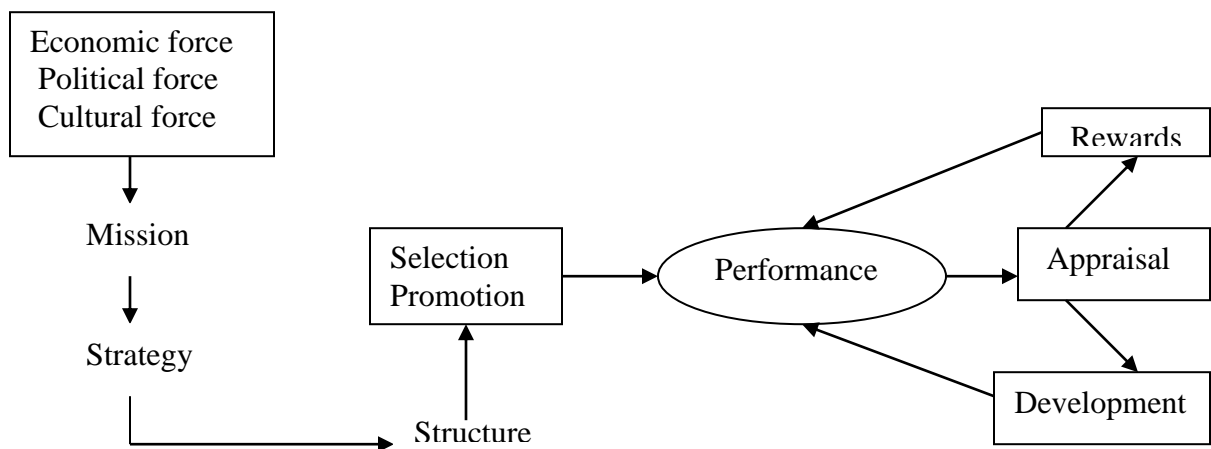 Economic force
Political force
Cultural force
Mission
Strategy
Structure
Selection
Promotion
Performance
Rewards
Appraisal
Development